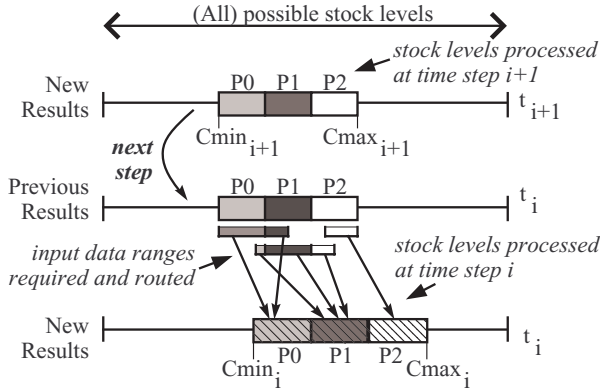 (All) possible stock levels
stock levels processed
at time step i+1
New
Results
P0 P1 P2
t i+1
Cmin i+1
Cmax i+1
next
step
Previous
Results
P0 P1 P2
t i
input data ranges
required and routed
stock levels processed
at time step i
New
Results
t i
Cmin i
P0 P1 P2
Cmax i